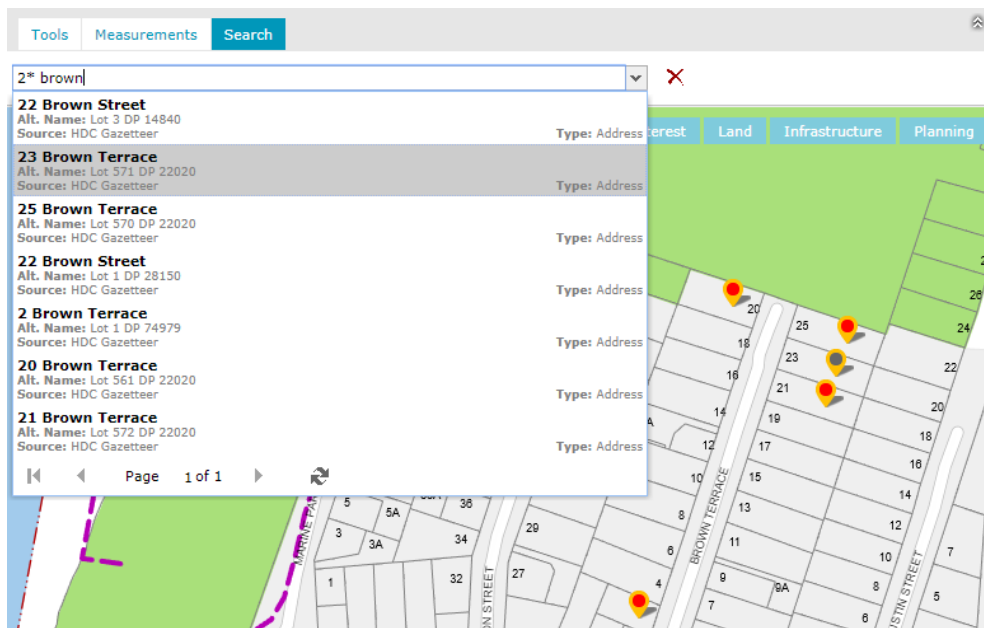 Tools Measurements Search
2* brown
22 Brown Street
Alt. Name: Lot 3 DP 14840
Source: HDC Gazetteer Type: Address
23 Brown Terrace
Alt. Name: Lot 571 DP 22020
Source: HDC Gazetteer Type: Address
25 Brown Terrace
Alt. Name: Lot 570 DP 22020
Source: HDC Gazetteer Type: Address
22 Brown Street
Alt. Name: Lot 1 DP 28150
Source: HDC Gazetteer Type: Address
2 Brown Terrace
Alt. Name: Lot 1 DP 74979
Source: HDC Gazetteer Type: Address
20 Brown Terrace
Alt. Name: Lot 561 DP 22020
Source: HDC Gazetteer Type: Address
21 Brown Terrace
Alt. Name: Lot 572 DP 22020
Source: HDC Gazetteer Type: Address
Page 1 of 1
erest Land Infrastructure Planning
26
20 25 24
18 23 22
16 21
14 19 20
12 17 18
10 15 16
13 14
8 11 12
6 9 9A 10 7
4 7 8 5
6
5 5A 36
3 3A 34 29
1 32 27
MARINE PA
ON STREET
BROWN TERRACE
STIN STREET